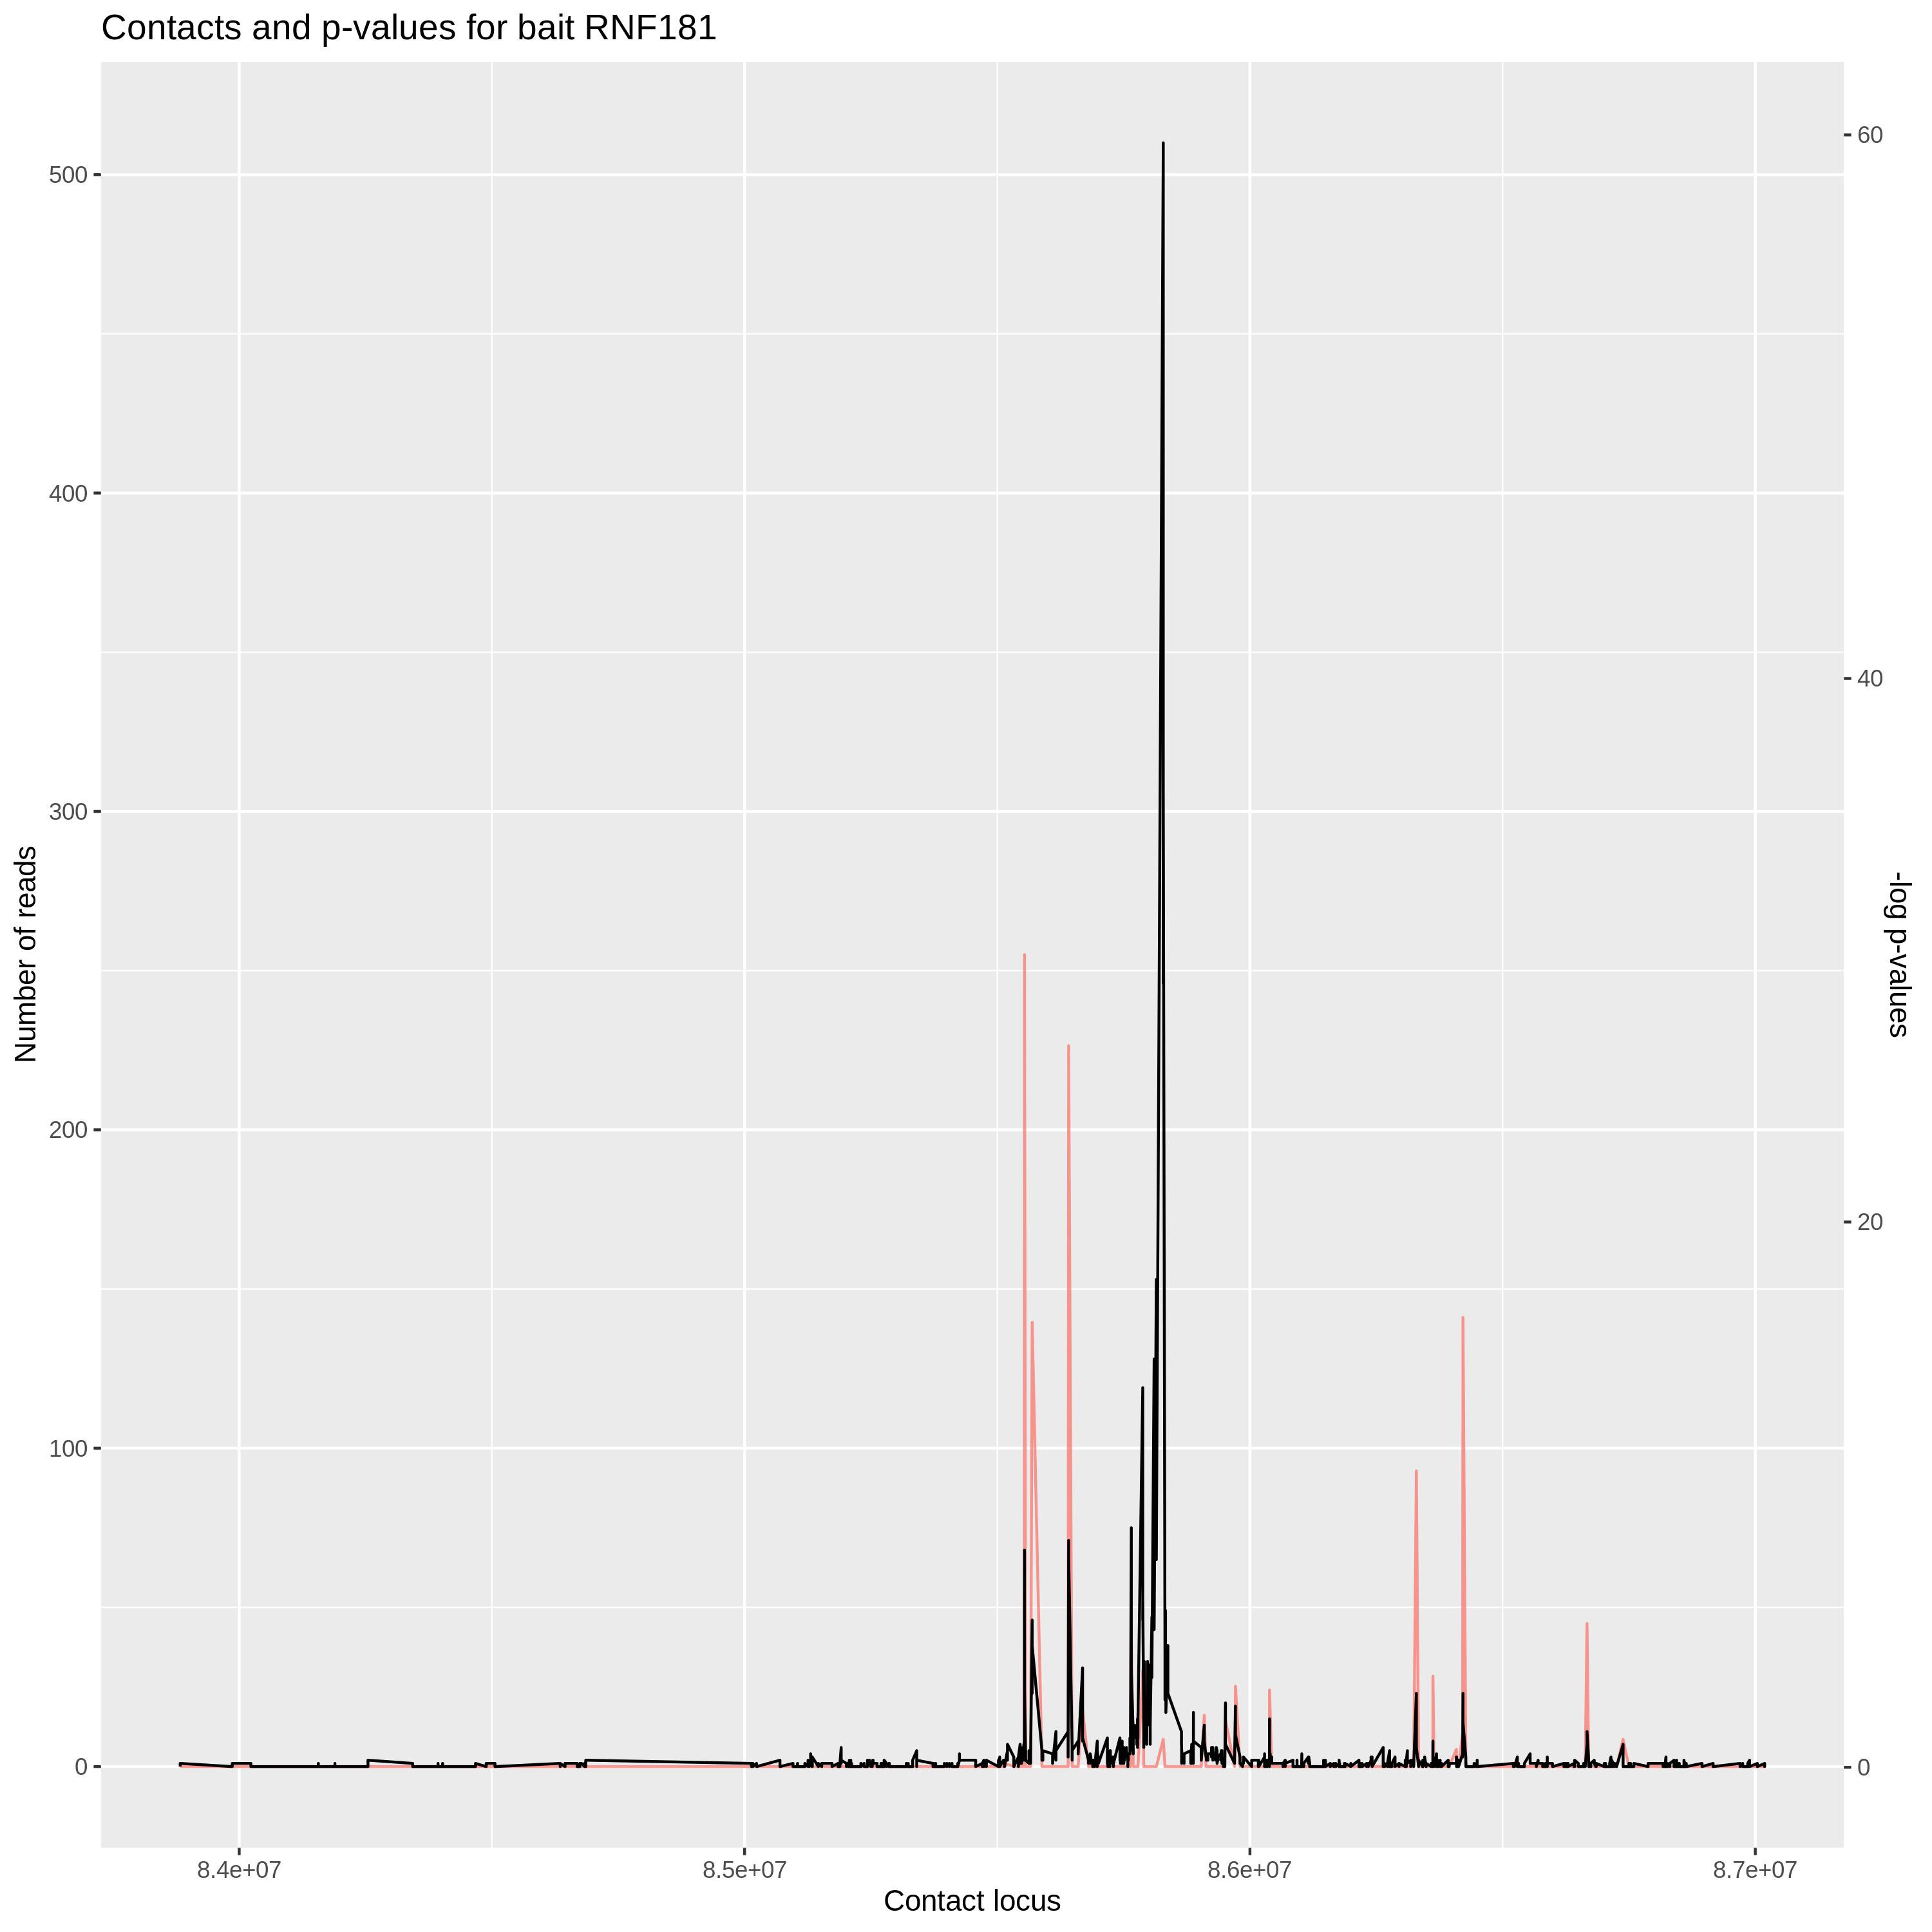 Contacts and p-values for bait RNF181
500
400
300
200
100
0
Number of reads
60
40
20
0
-log p-values
8.4e+07
8.5e+07
8.6e+07
8.7e+07
Contact locus